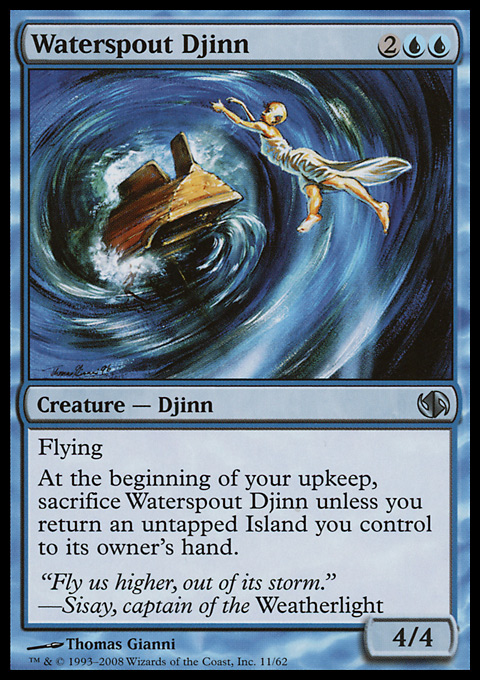 Waterspout Djinn 2
Creature — Djinn
Flying
At the beginning of your upkeep,
sacrifice Waterspout Djinn unless you
return an untapped Island you control
to its owner's hand.
"Fly us higher, out of its storm."
—Sisay, captain of the Weatherlight
Thomas Gianni
4/4
™ & © 1993–2008 Wizards of the Coast, Inc. 11/62